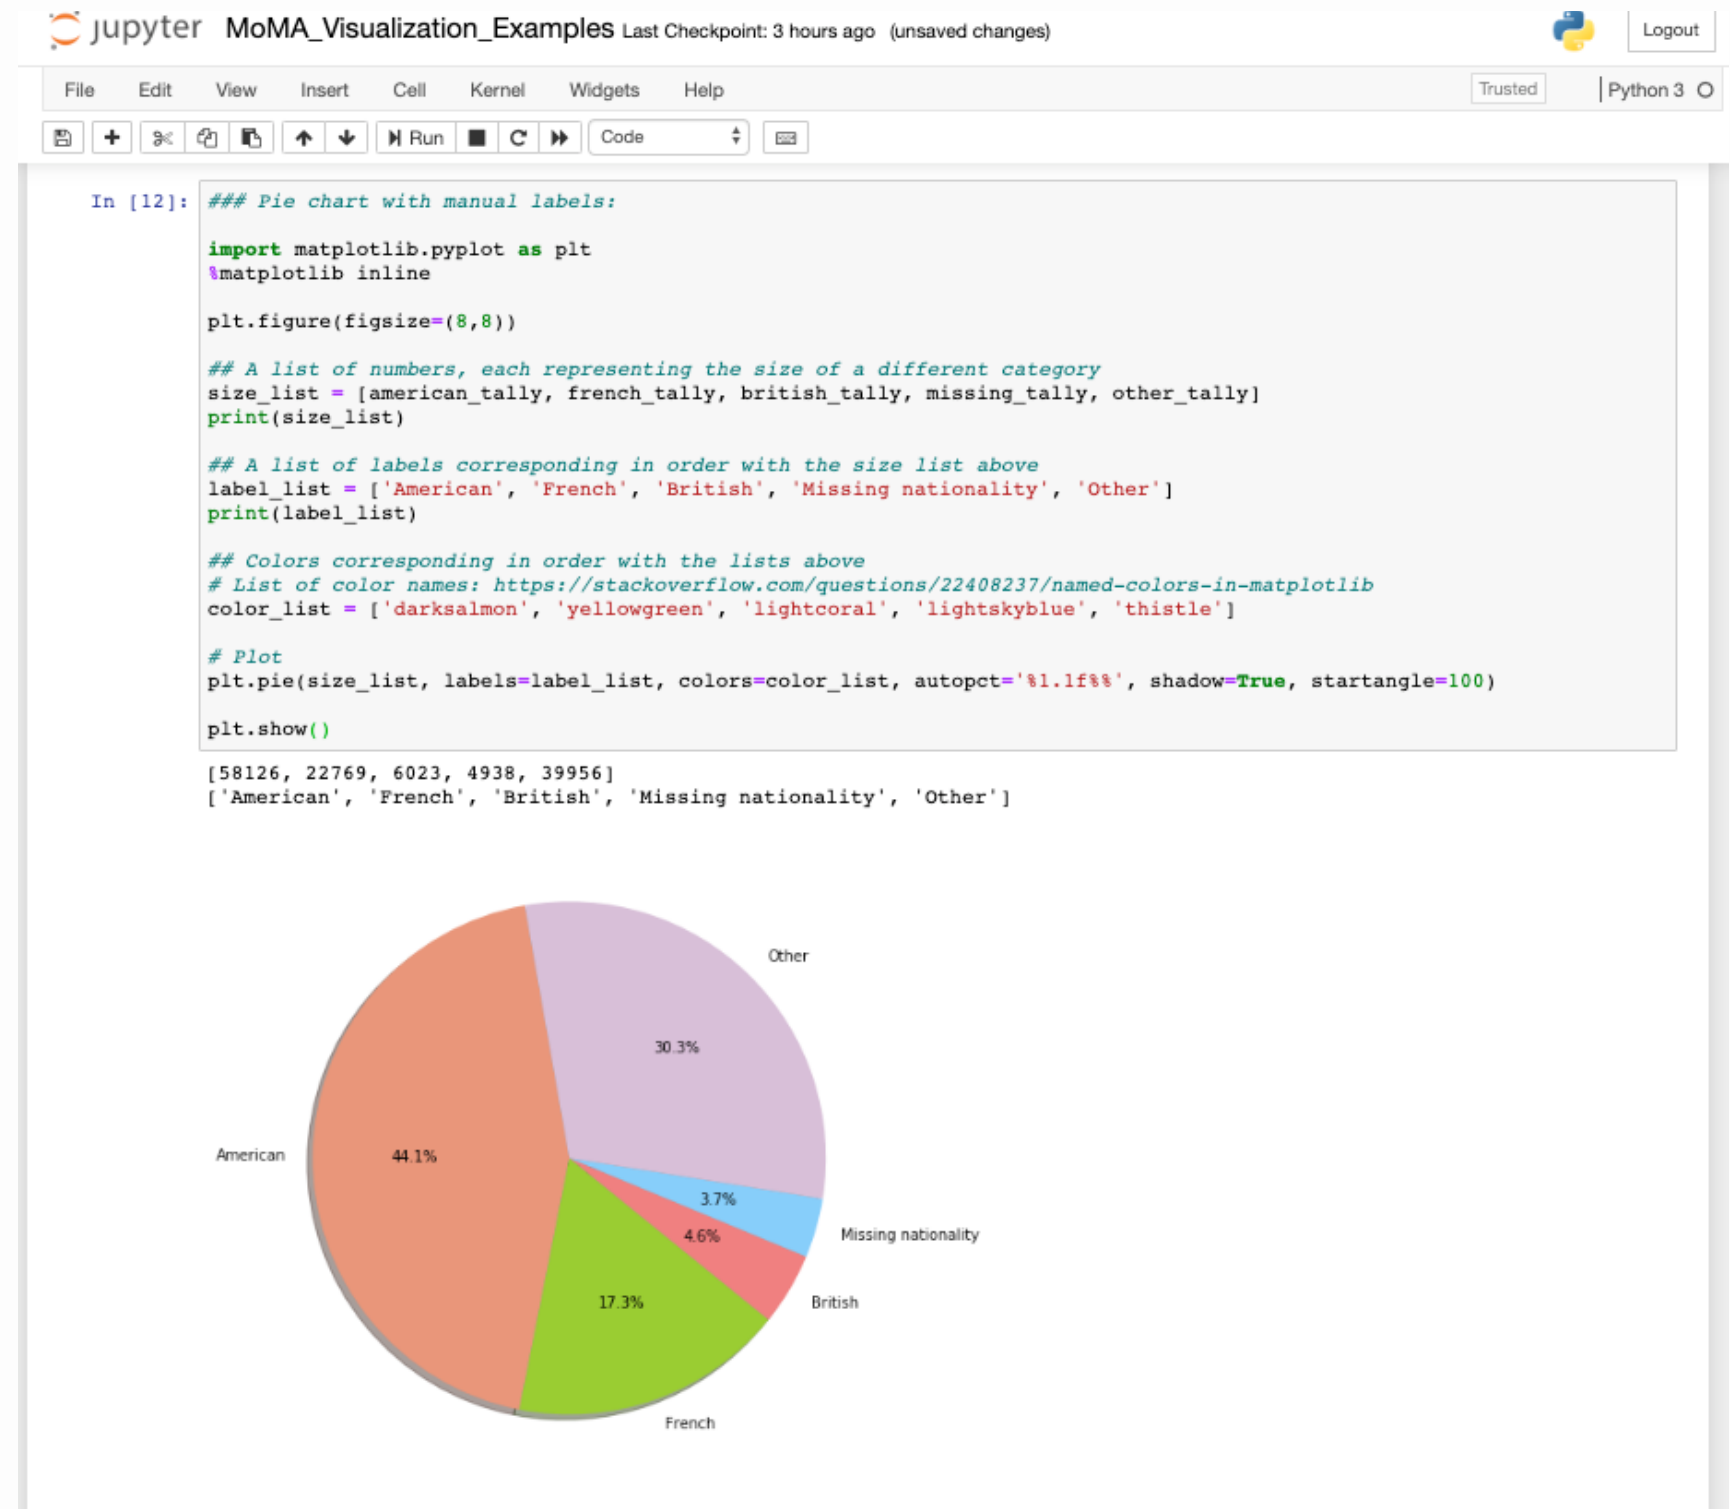 jupyter MoMA_Visualization_Examples Last Checkpoint: 3 hours ago (unsaved changes) Logout
File Edit View Insert Cell Kernel Widgets Help Trusted Python 3
Run Code
In [12]: ### Pie chart with manual labels:
import matplotlib.pyplot as plt
%matplotlib inline
plt.figure(figsize=(8,8))
## A list of numbers, each representing the size of a different category
size_list = [american_tally, french_tally, british_tally, missing_tally, other_tally]
print(size_list)
## A list of labels corresponding in order with the size list above
label_list = ['American', 'French', 'British', 'Missing nationality', 'Other']
print(label_list)
## Colors corresponding in order with the lists above
# List of color names: https://stackoverflow.com/questions/22408237/named-colors-in-matplotlib
color_list = ['darksalmon', 'yellowgreen', 'lightcoral', 'lightskyblue', 'thistle']
# Plot
plt.pie(size_list, labels=label_list, colors=color_list, autopct='%1.1f%%', shadow=True, startangle=100)
plt.show()
[58126, 22769, 6023, 4938, 39956]
['American', 'French', 'British', 'Missing nationality', 'Other']
Other
30.3%
American
44.1%
3.7%
Missing nationality
4.6%
British
17.3%
French